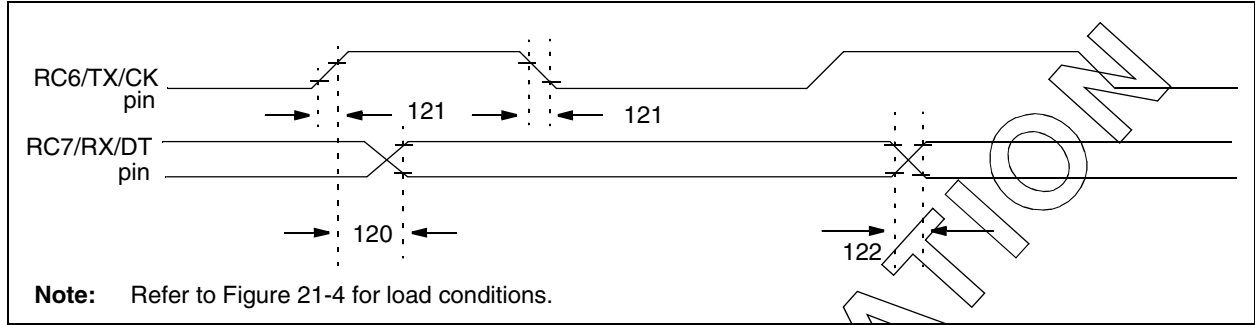 RC6/TX/CK
pin
121
121
RC7/RX/DT
pin
120
122
Note: Refer to Figure 21-4 for load conditions.
ATION